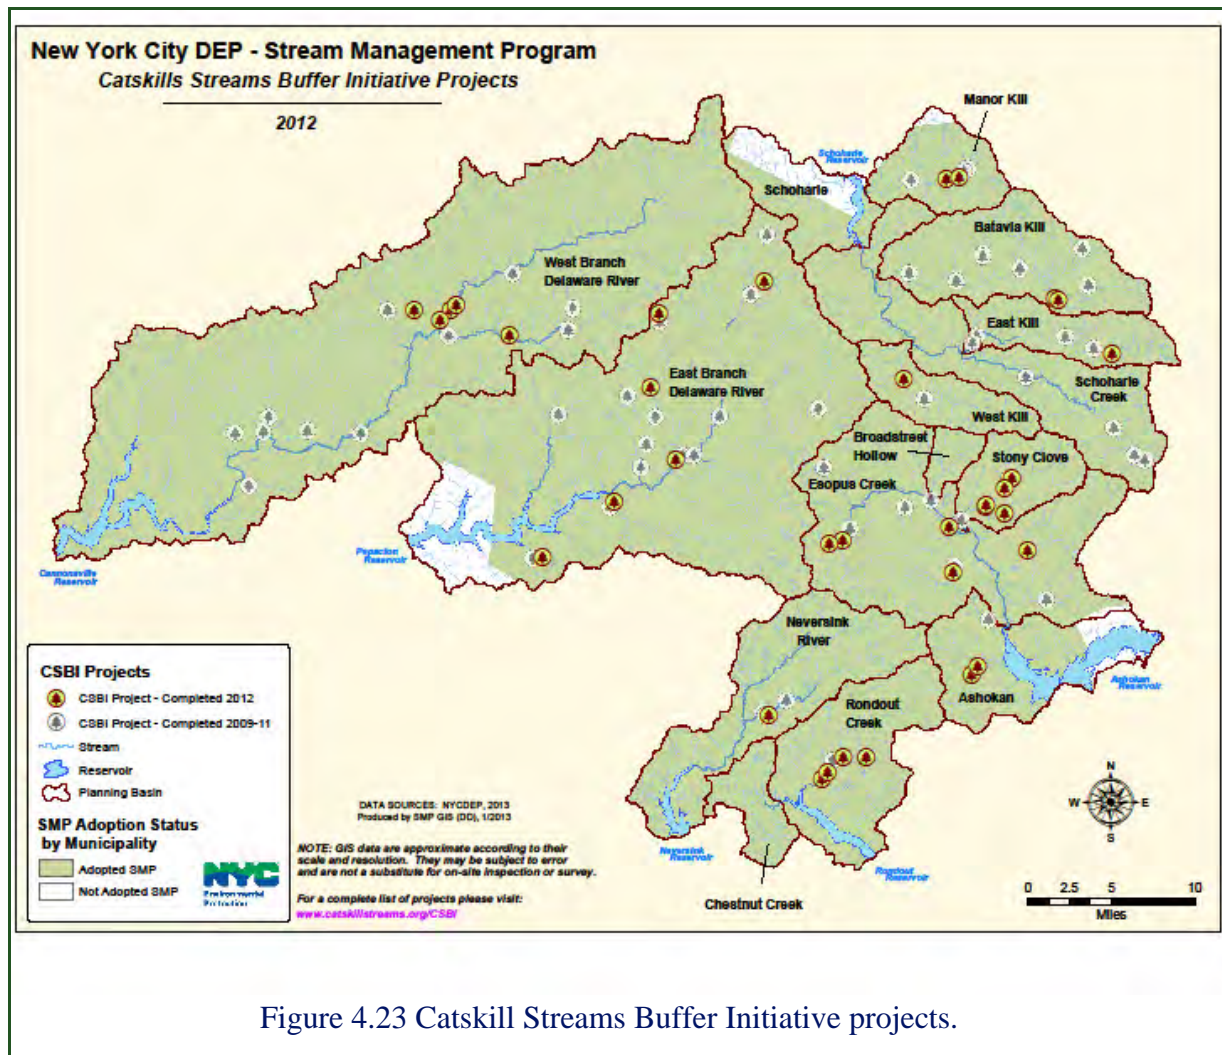 New York City DEP - Stream Management Program
Catskills Streams Buffer Initiative Projects
2012
Manor Kill
Schoharie
Reservoir
Schoharie
Batavia Kill
West Branch
Delaware River
East Kill
East Branch
Delaware River
Schoharie
Creek
West Kill
Broadstreet
Hollow
Stony Clove
Esopus Creek
Pepacton
Reservoir
Cannonsville
Reservoir
Neversink
River
Ashokan
Reservoir
Ashokan
Rondout
Creek
CSBI Projects
CSBI Project - Completed 2012
CSBI Project - Completed 2009-11
Stream
Reservoir
Planning Basin
SMP Adoption Status
by Municipality
Adopted SMP
Not Adopted SMP
NYC
Environmental
Protection
DATA SOURCES: NYCDEP, 2013
Produced by SMP GIS (DD), 1/2013
NOTE: GIS data are approximate according to their
scale and resolution. They may be subject to error
and are not a substitute for on-site inspection or survey.
For a complete list of projects please visit:
www.catskillstreams.org/CSBI
Neversink
Reservoir
Rondout
Reservoir
Chestnut Creek
N
W E
S
0 2.5 5 10
Miles
Figure 4.23 Catskill Streams Buffer Initiative projects.